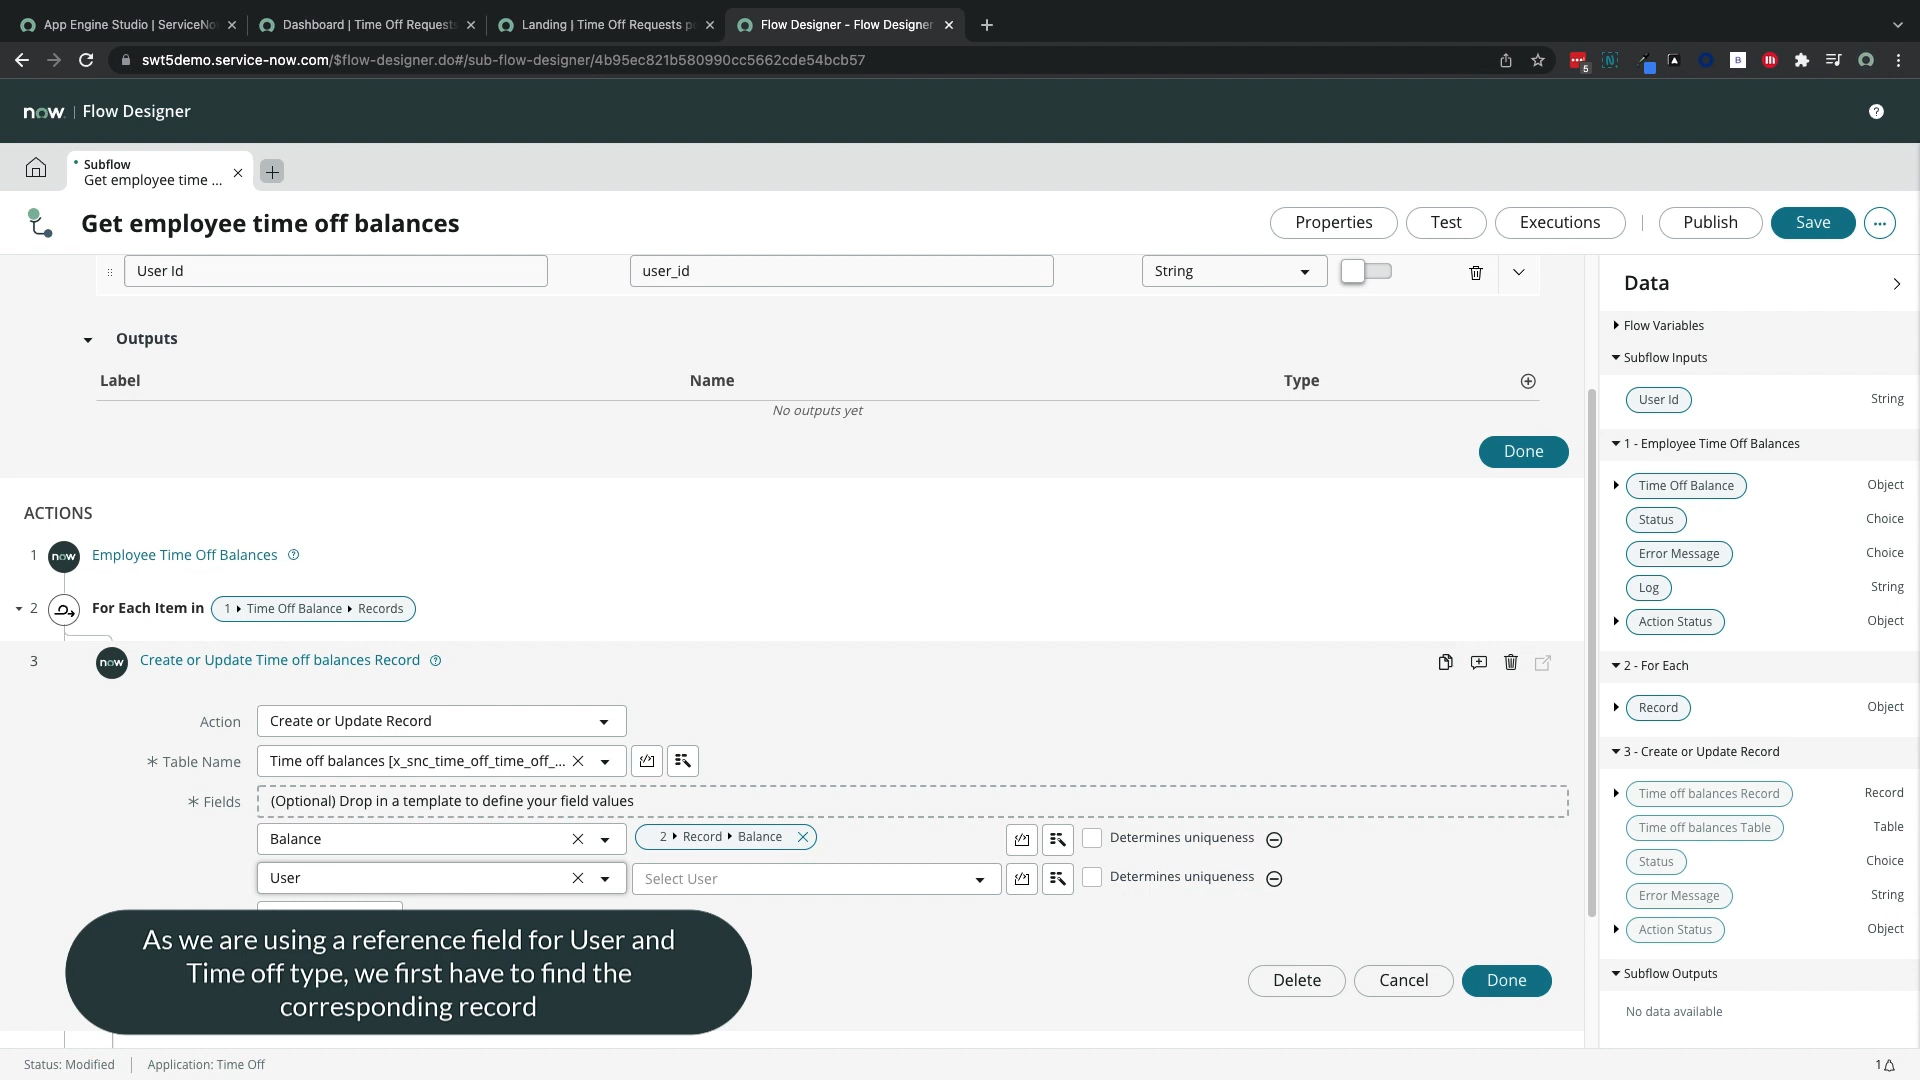 App Engine Studio | ServiceNo
Dashboard | Time Off Requests
Landing | Time Off Requests po
Flow Designer - Flow Designer
swt5demo.service-now.com/$flow-designer.do#/sub-flow-designer/4b95ec821b580990cc5662cde54bcb57
5
B
now | Flow Designer
Subflow
Get employee time ...
Get employee time off balances
Properties
Test
Executions
Publish
Save
User Id
user_id
String
Outputs
Label
Name
Type
No outputs yet
Done
ACTIONS
1
now
Employee Time Off Balances
2
For Each Item in
1 Time Off Balance Records
3
now
Create or Update Time off balances Record
Action
Create or Update Record
Table Name
Time off balances [x_snc_time_off_time_off_...
Fields
(Optional) Drop in a template to define your field values
Balance
2 Record Balance
Determines uniqueness
User
Select User
Determines uniqueness
As we are using a reference field for User and
Time off type, we first have to find the
corresponding record
Delete
Cancel
Done
Status: Modified
Application: Time Off
1
Data
Flow Variables
Subflow Inputs
User Id
String
1 - Employee Time Off Balances
Time Off Balance
Object
Status
Choice
Error Message
Choice
Log
String
Action Status
Object
2 - For Each
Record
Object
3 - Create or Update Record
Time off balances Record
Record
Time off balances Table
Table
Status
Choice
Error Message
String
Action Status
Object
Subflow Outputs
No data available